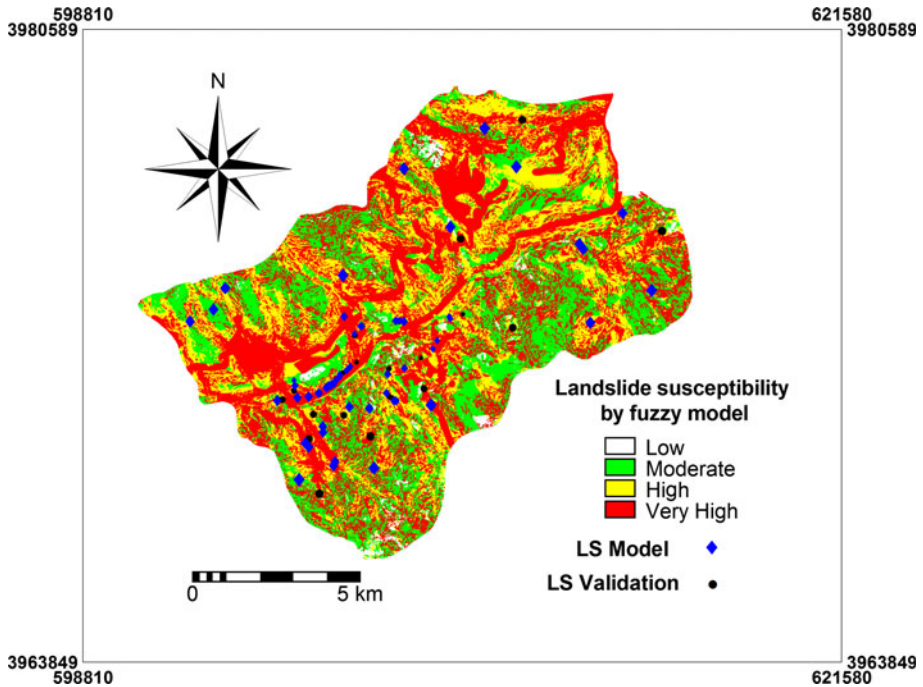 598810 621580
3980589 3980589
N
Landslide susceptibility
by fuzzy model
Low
Moderate
High
Very High
LS Model
LS Validation
0 5 km
3963849 3963849
598810 621580